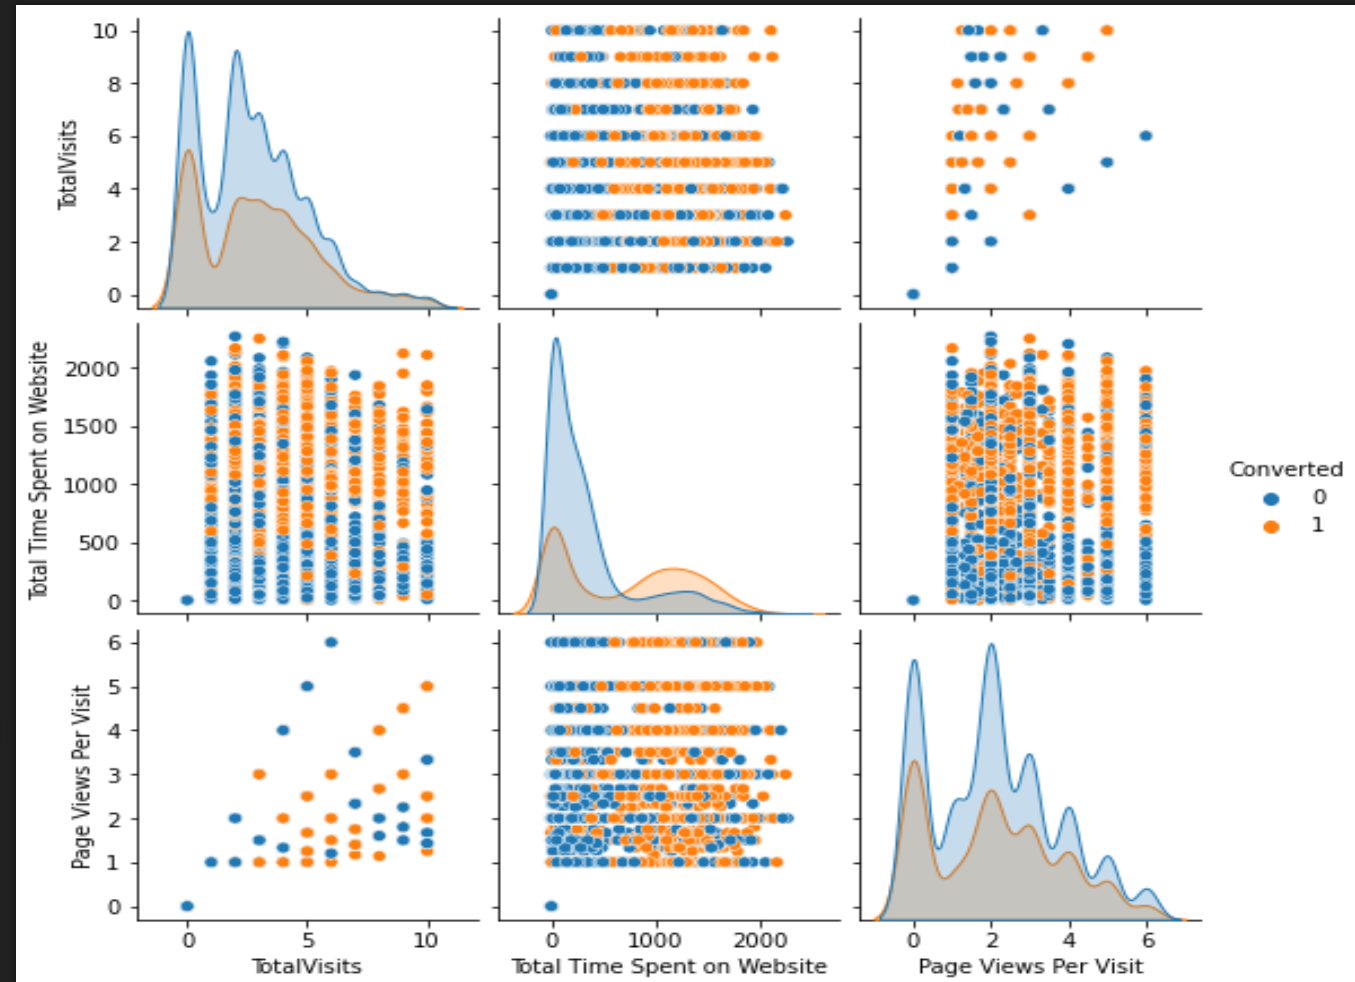 10
8
6
4
2
0
TotalVisits
2000
1500
1000
500
0
Total Time Spent on Website
Converted
0
1
6
5
4
3
2
1
0
Page Views Per Visit
0 5 10
0 1000 2000
0 2 4 6
TotalVisits
Total Time Spent on Website
Page Views Per Visit